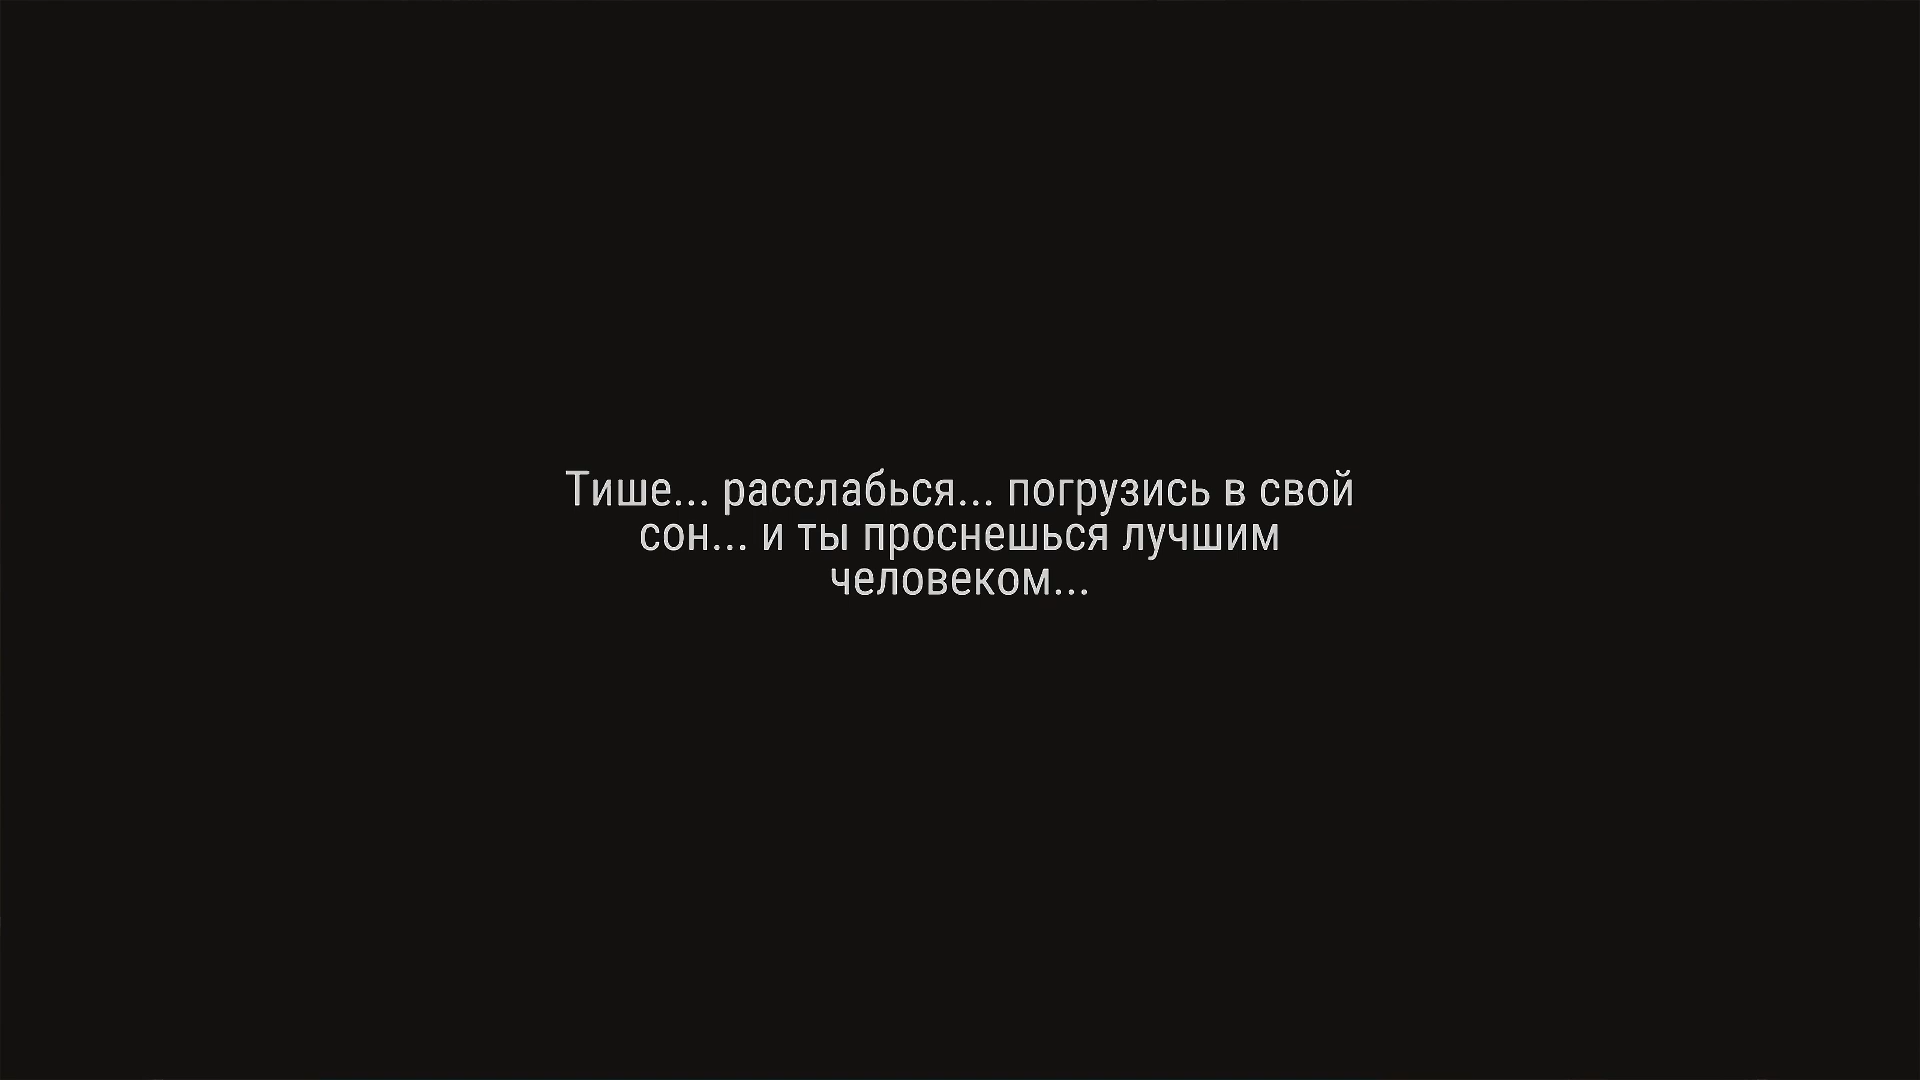 Тише... расслабься... погрузись в свой
сон... и ты проснешься лучшим
человеком...